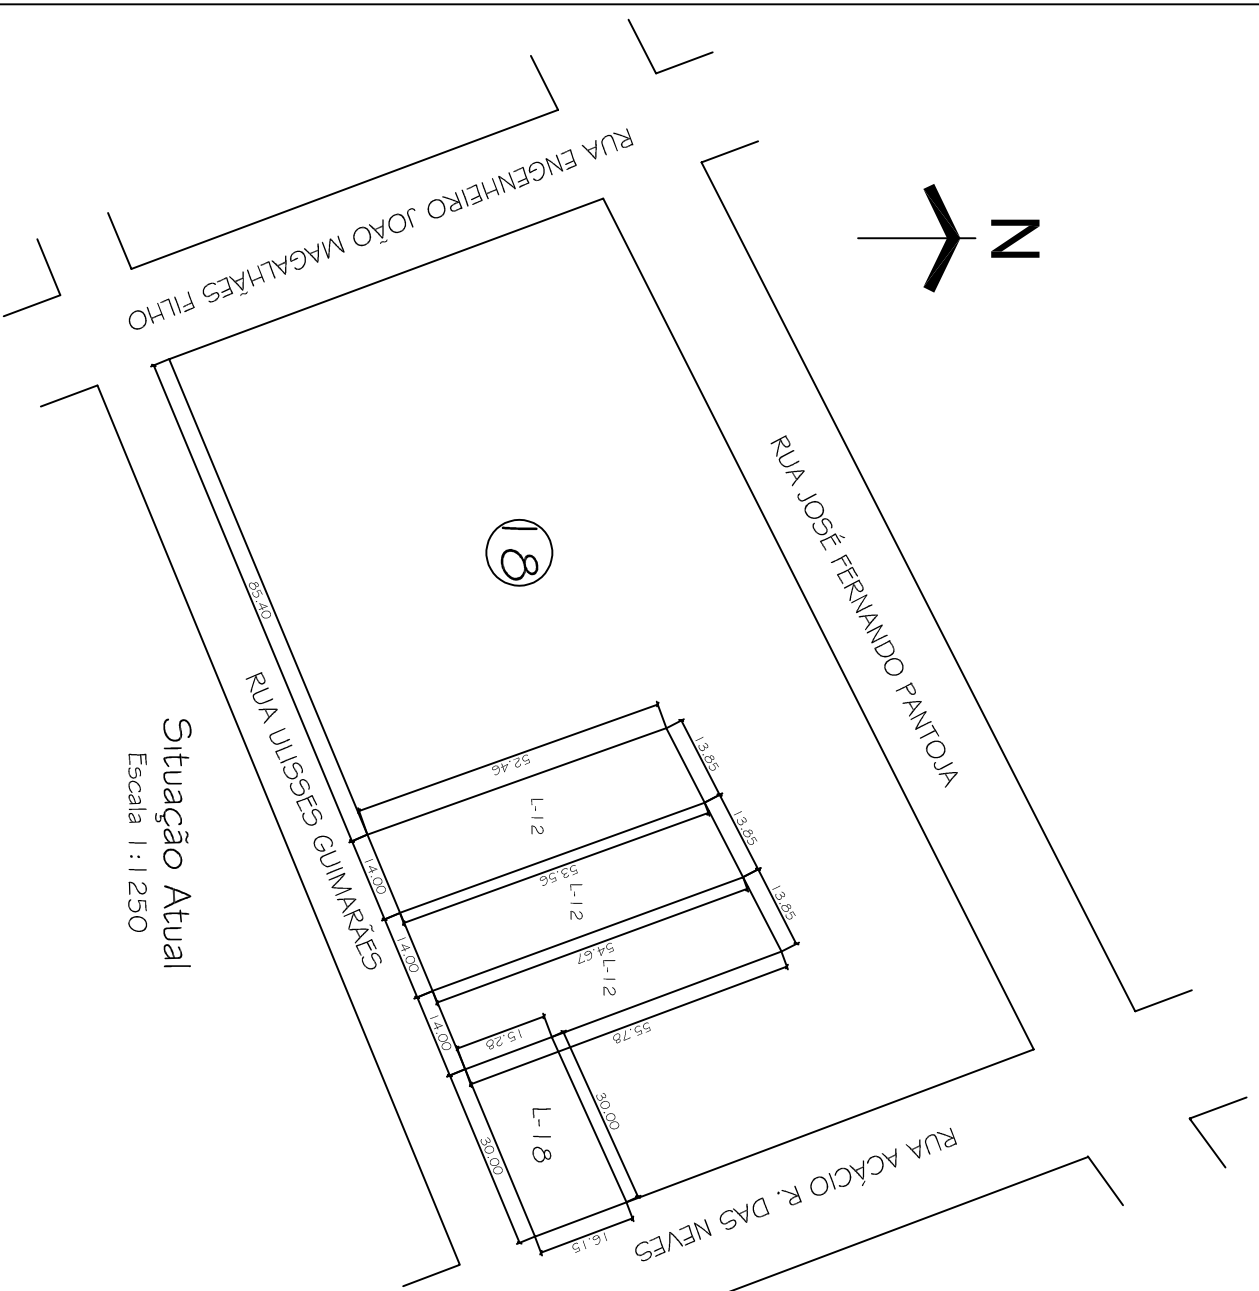 RUA ENGENHEIRO JOÃO MAGALHÃES FILHO
N
RUA JOSÉ FERNANDO PANTOJA
18
85.40
RUA ULISSES GUIMARÃES
52.46
13.85
L-12
14.00
53.56
13.85
L-12
14.00
54.67
13.85
L-12
14.00
55.78
15.28
30.00
L-18
30.00
16.15
RUA ACÁCIO R. DAS NEVES
Situação Atual
Escala 1:1250